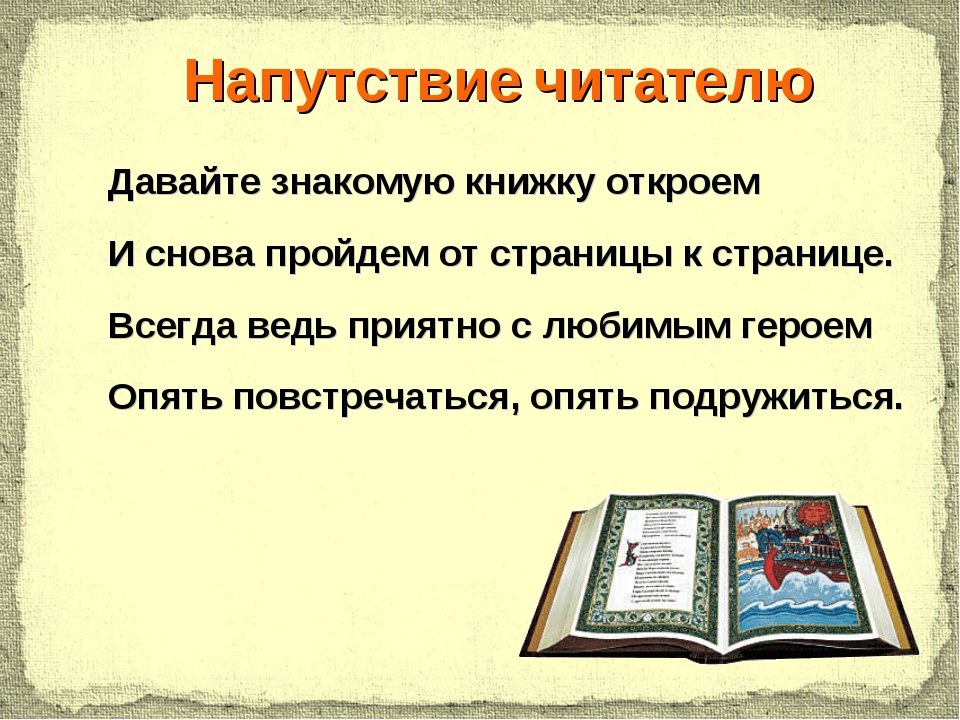 Напутствие читателю
Давайте знакомую книжку откроем
И снова пройдем от страницы к странице.
Всегда ведь приятно с любимым героем
Опять повстречаться, опять подружиться.